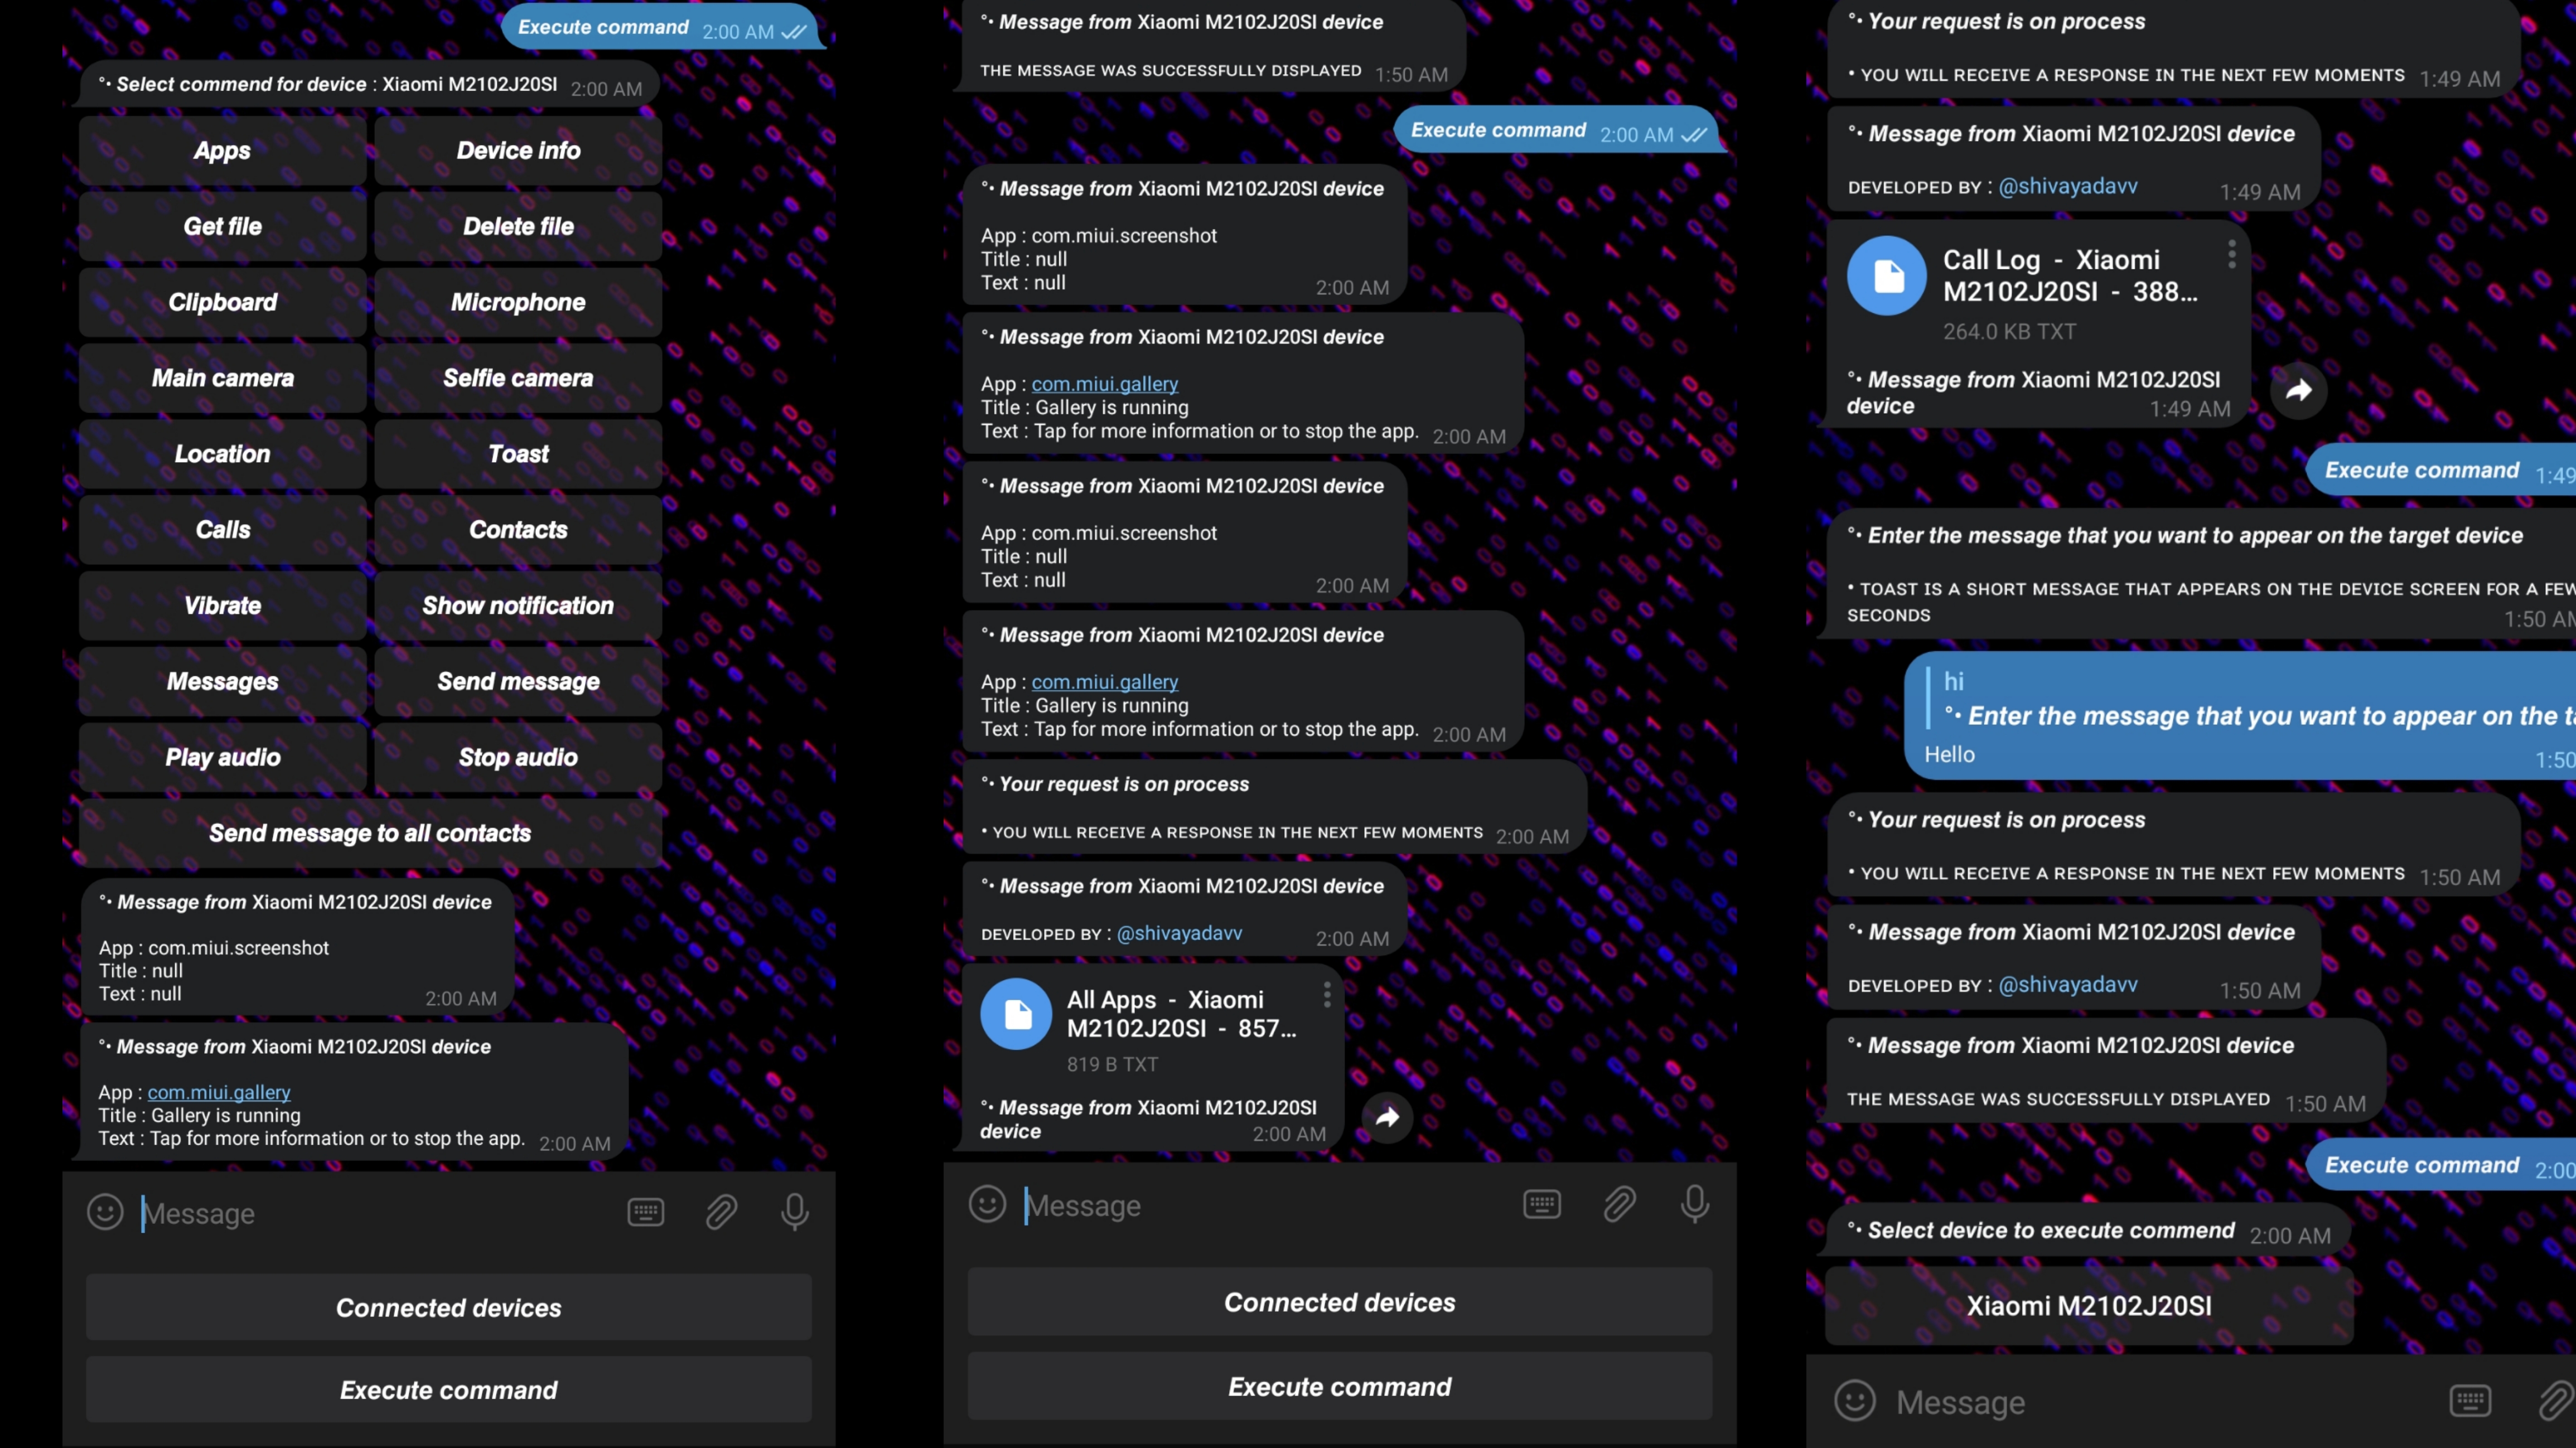 Execute command 2:00 AM
°• Select commend for device : Xiaomi M2102J20SI 2:00 AM
Apps
Device info
Get file
Delete file
Clipboard
Microphone
Main camera
Selfie camera
Location
Toast
Calls
Contacts
Vibrate
Show notification
Messages
Send message
Play audio
Stop audio
Send message to all contacts
°• Message from Xiaomi M2102J20SI device
App : com.miui.screenshot
Title : null
Text : null 2:00 AM
°• Message from Xiaomi M2102J20SI device
App : com.miui.gallery
Title : Gallery is running
Text : Tap for more information or to stop the app. 2:00 AM
Message
Connected devices
Execute command
°• Message from Xiaomi M2102J20SI device
THE MESSAGE WAS SUCCESSFULLY DISPLAYED 1:50 AM
Execute command 2:00 AM
°• Message from Xiaomi M2102J20SI device
App : com.miui.screenshot
Title : null
Text : null 2:00 AM
°• Message from Xiaomi M2102J20SI device
App : com.miui.gallery
Title : Gallery is running
Text : Tap for more information or to stop the app. 2:00 AM
°• Message from Xiaomi M2102J20SI device
App : com.miui.screenshot
Title : null
Text : null 2:00 AM
°• Message from Xiaomi M2102J20SI device
App : com.miui.gallery
Title : Gallery is running
Text : Tap for more information or to stop the app. 2:00 AM
°• Your request is on process
• YOU WILL RECEIVE A RESPONSE IN THE NEXT FEW MOMENTS 2:00 AM
°• Message from Xiaomi M2102J20SI device
DEVELOPED BY : @shivayadavv 2:00 AM
All Apps - Xiaomi
M2102J20SI - 857...
819 B TXT
°• Message from Xiaomi M2102J20SI
device 2:00 AM
Message
Connected devices
Execute command
°• Your request is on process
• YOU WILL RECEIVE A RESPONSE IN THE NEXT FEW MOMENTS 1:49 AM
°• Message from Xiaomi M2102J20SI device
DEVELOPED BY : @shivayadavv 1:49 AM
Call Log - Xiaomi
M2102J20SI - 388...
264.0 KB TXT
°• Message from Xiaomi M2102J20SI
device 1:49 AM
Execute command 1:49
°• Enter the message that you want to appear on the target device
• TOAST IS A SHORT MESSAGE THAT APPEARS ON THE DEVICE SCREEN FOR A FEW
SECONDS 1:50 AM
hi
°• Enter the message that you want to appear on the
Hello 1:50
°• Your request is on process
• YOU WILL RECEIVE A RESPONSE IN THE NEXT FEW MOMENTS 1:50 AM
°• Message from Xiaomi M2102J20SI device
DEVELOPED BY : @shivayadavv 1:50 AM
°• Message from Xiaomi M2102J20SI device
THE MESSAGE WAS SUCCESSFULLY DISPLAYED 1:50 AM
Execute command 2:00
°• Select device to execute commend 2:00 AM
Xiaomi M2102J20SI
Message